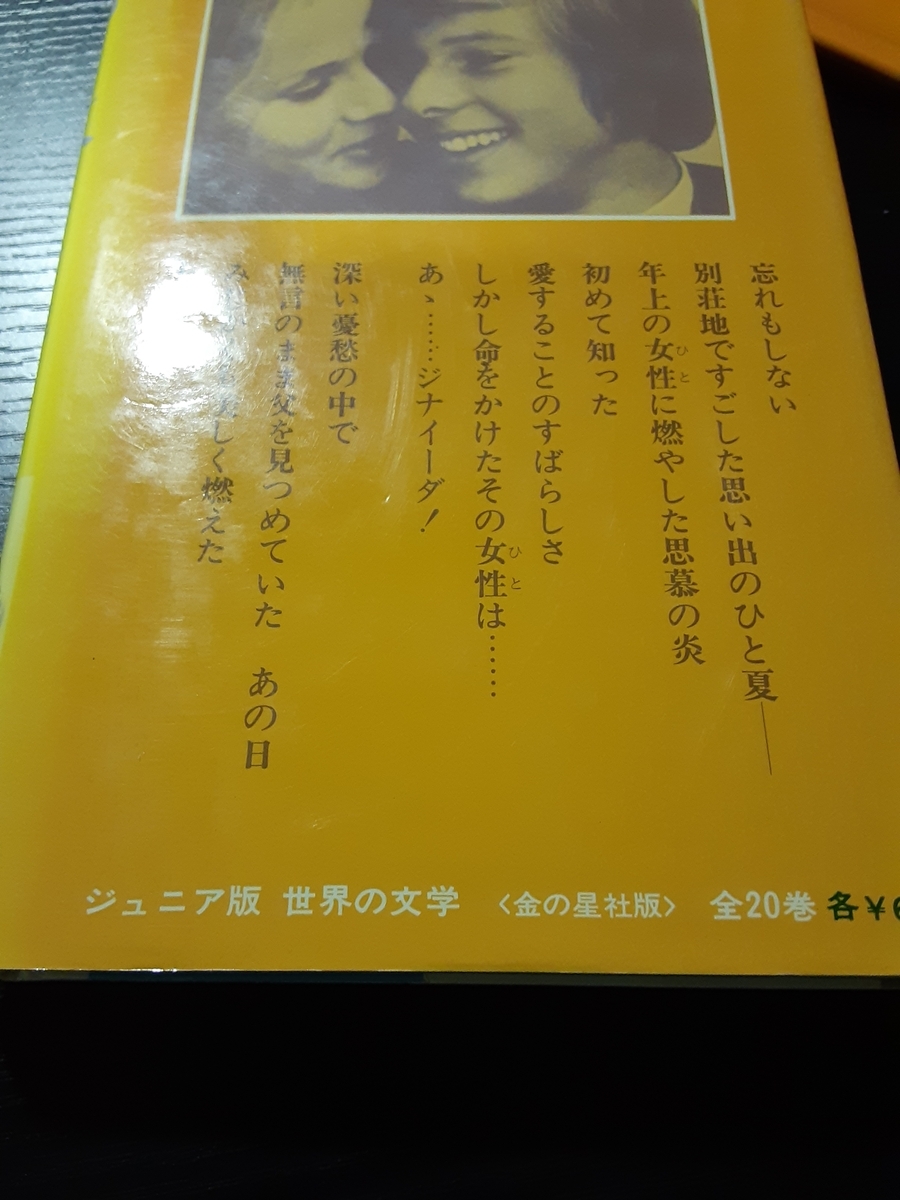 忘れもしない
別荘地ですごした思い出のひと夏──
年上の女性に燃やした思慕の炎
初めて知った
愛することのすばらしさ
しかし命をかけたその女性は……
あゝ……ジナイーダ！
深い憂愁の中で
無言のまま父を見つめていた　あの日
しく燃えた
ジュニア版 世界の文学 〈金の星社版〉 全20巻 各￥6